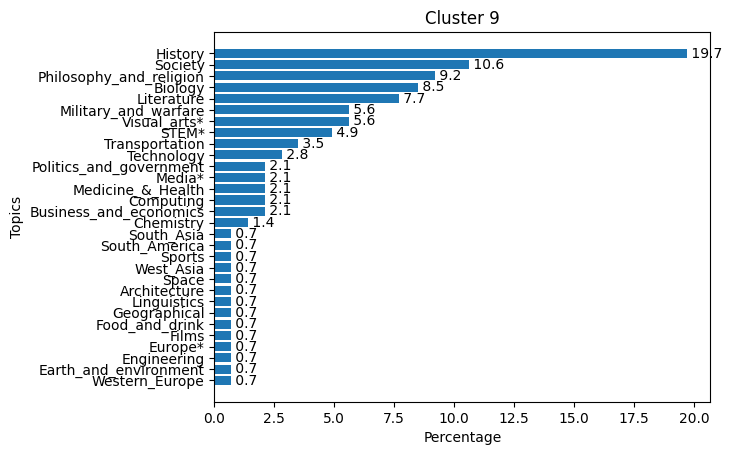 Cluster 9
Topics
History 19.7
Society 10.6
Philosophy_and_religion 9.2
Biology 8.5
Literature 7.7
Military_and_warfare 5.6
Visual_arts* 5.6
STEM* 4.9
Transportation 3.5
Technology 2.8
Politics_and_government 2.1
Media* 2.1
Medicine_&_Health 2.1
Computing 2.1
Business_and_economics 2.1
Chemistry 1.4
South_Asia 0.7
South_America 0.7
Sports 0.7
West_Asia 0.7
Space 0.7
Architecture 0.7
Linguistics 0.7
Geographical 0.7
Food_and_drink 0.7
Films 0.7
Europe* 0.7
Engineering 0.7
Earth_and_environment 0.7
Western_Europe 0.7
0.0 2.5 5.0 7.5 10.0 12.5 15.0 17.5 20.0
Percentage